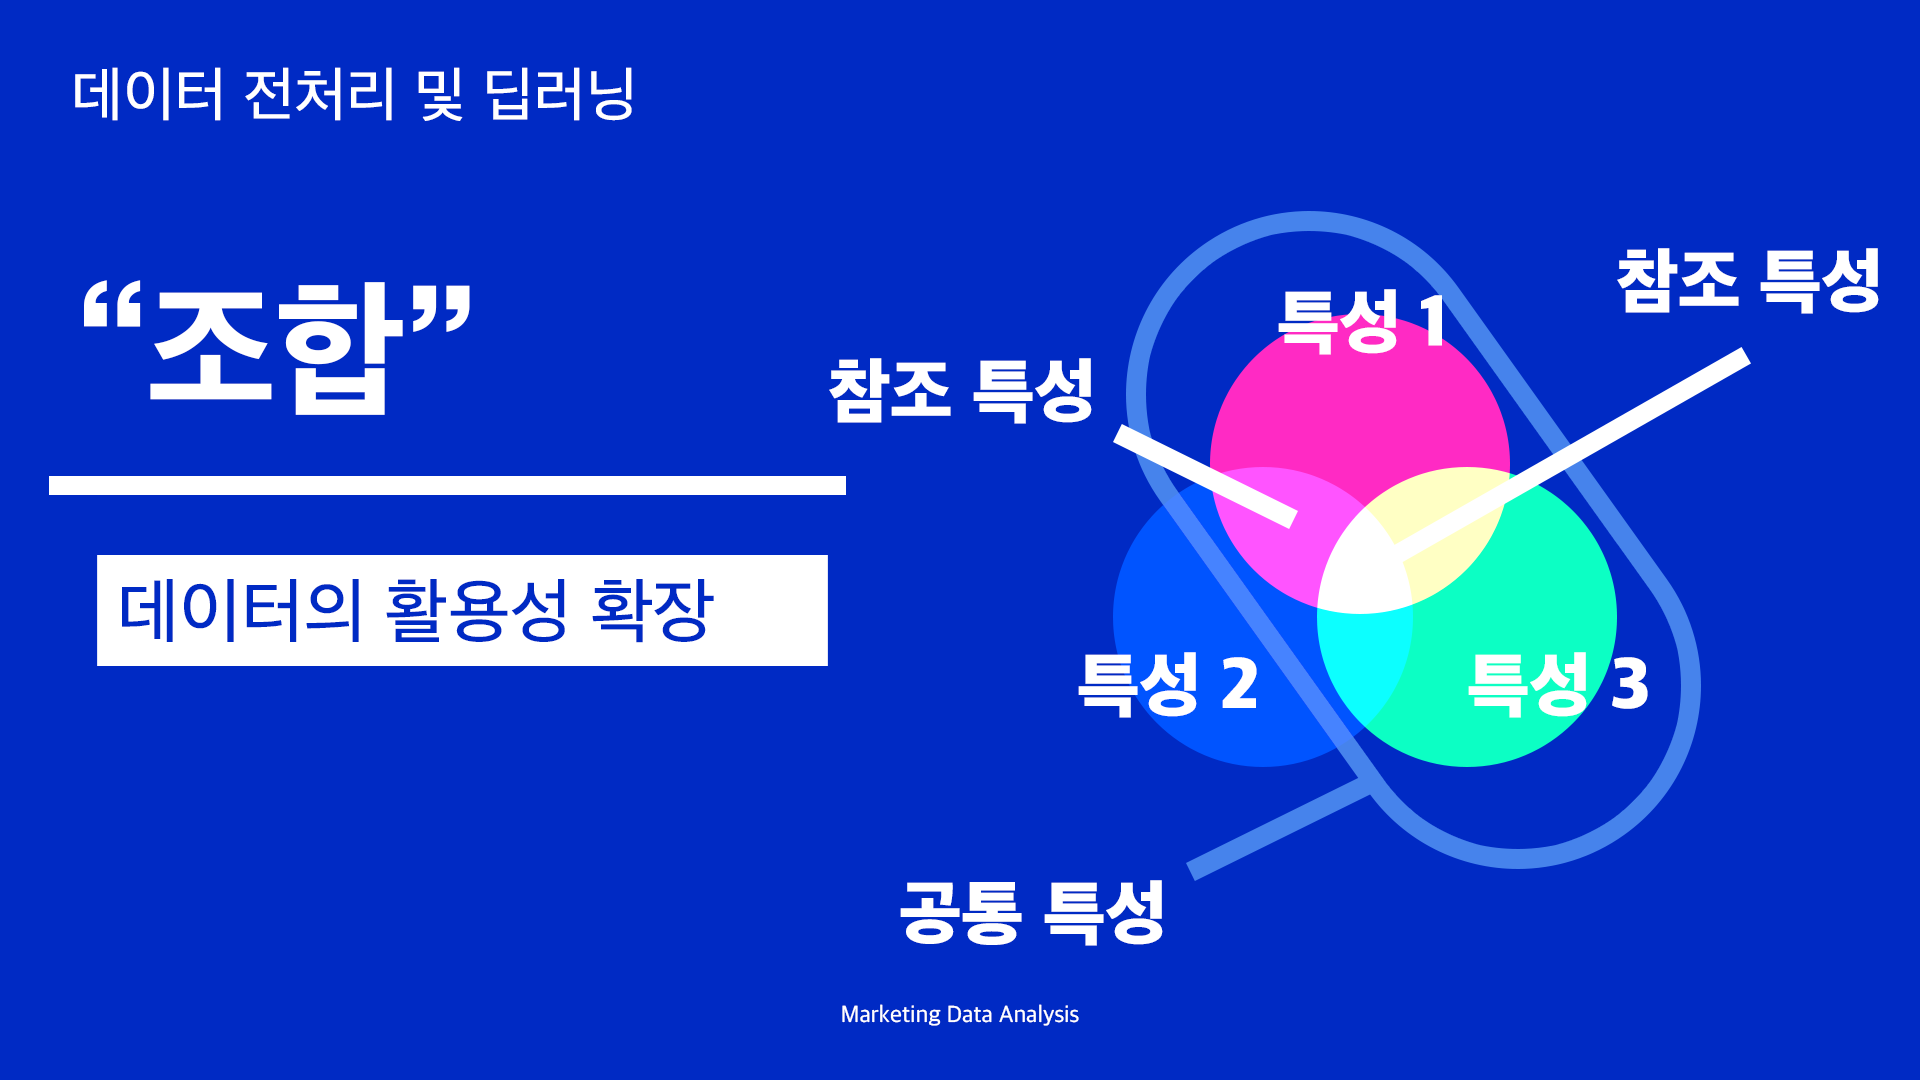 데이터 전처리 및 딥러닝
“조합”
데이터의 활용성 확장
참조 특성
특성 1
참조 특성
특성 2
특성 3
공통 특성
Marketing Data Analysis